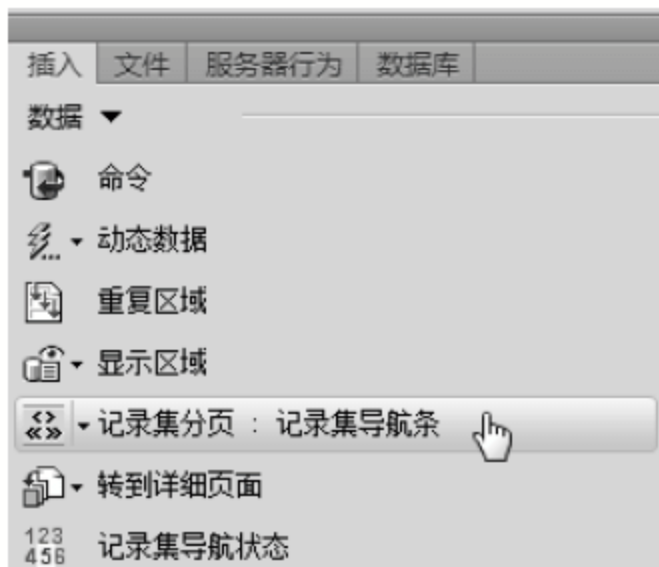 插入 文件 服务器行为 数据库
数据
命令
动态数据
重复区域
显示区域
记录集分页 : 记录集导航条
转到详细页面
123
456 记录集导航状态